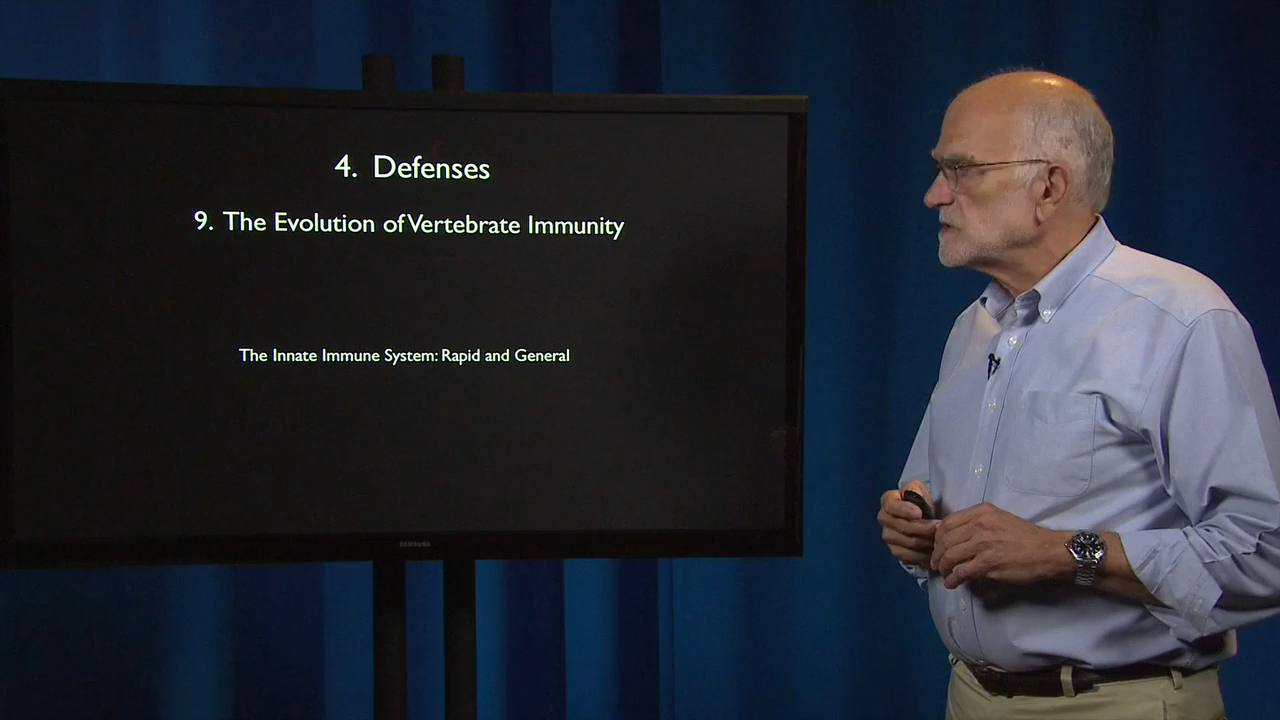 4. Defenses
9. The Evolution of Vertebrate Immunity
The Innate Immune System: Rapid and General
SAMSUNG